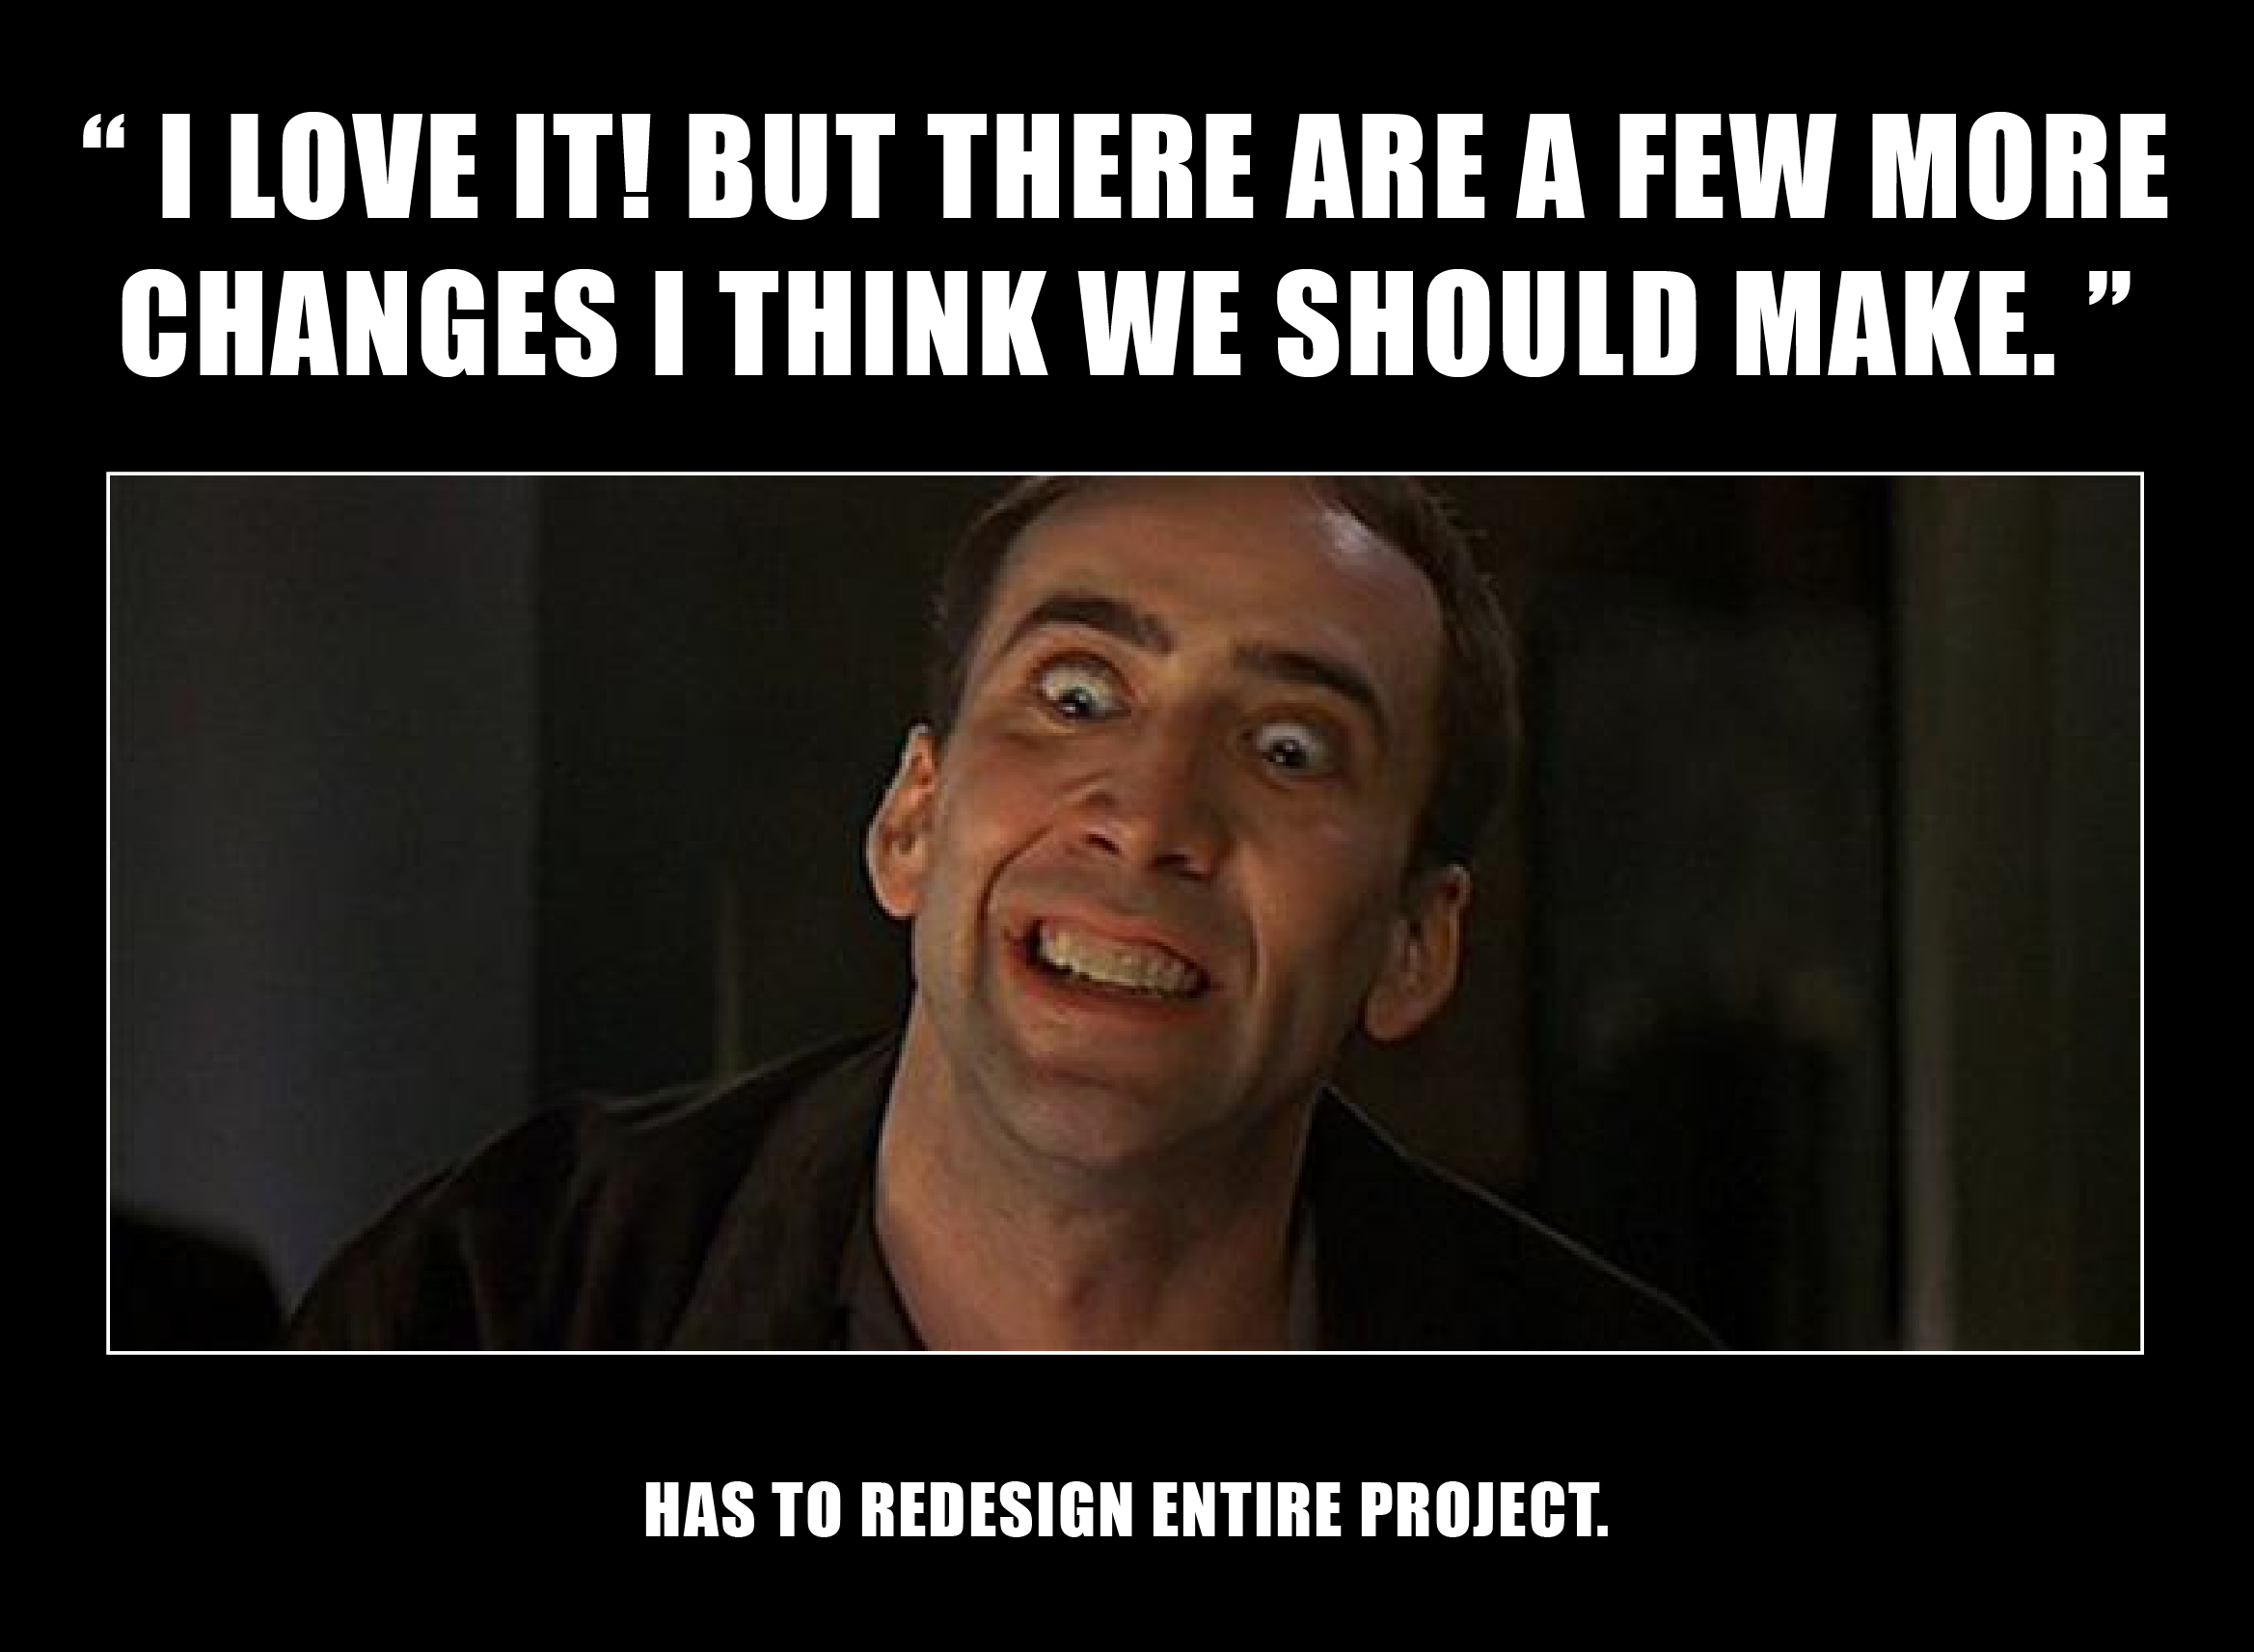 “ I LOVE IT! BUT THERE ARE A FEW MORE
CHANGES I THINK WE SHOULD MAKE. ”
HAS TO REDESIGN ENTIRE PROJECT.